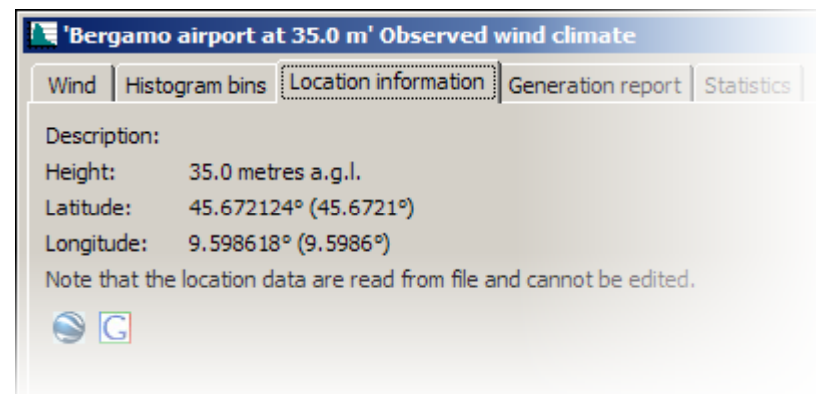 'Bergamo airport at 35.0 m' Observed wind climate
Wind Histogram bins Location information Generation report Statistics
Description:
Height: 35.0 metres a.g.l.
Latitude: 45.672124° (45.6721°)
Longitude: 9.598618° (9.5986°)
Note that the location data are read from file and cannot be edited.
G